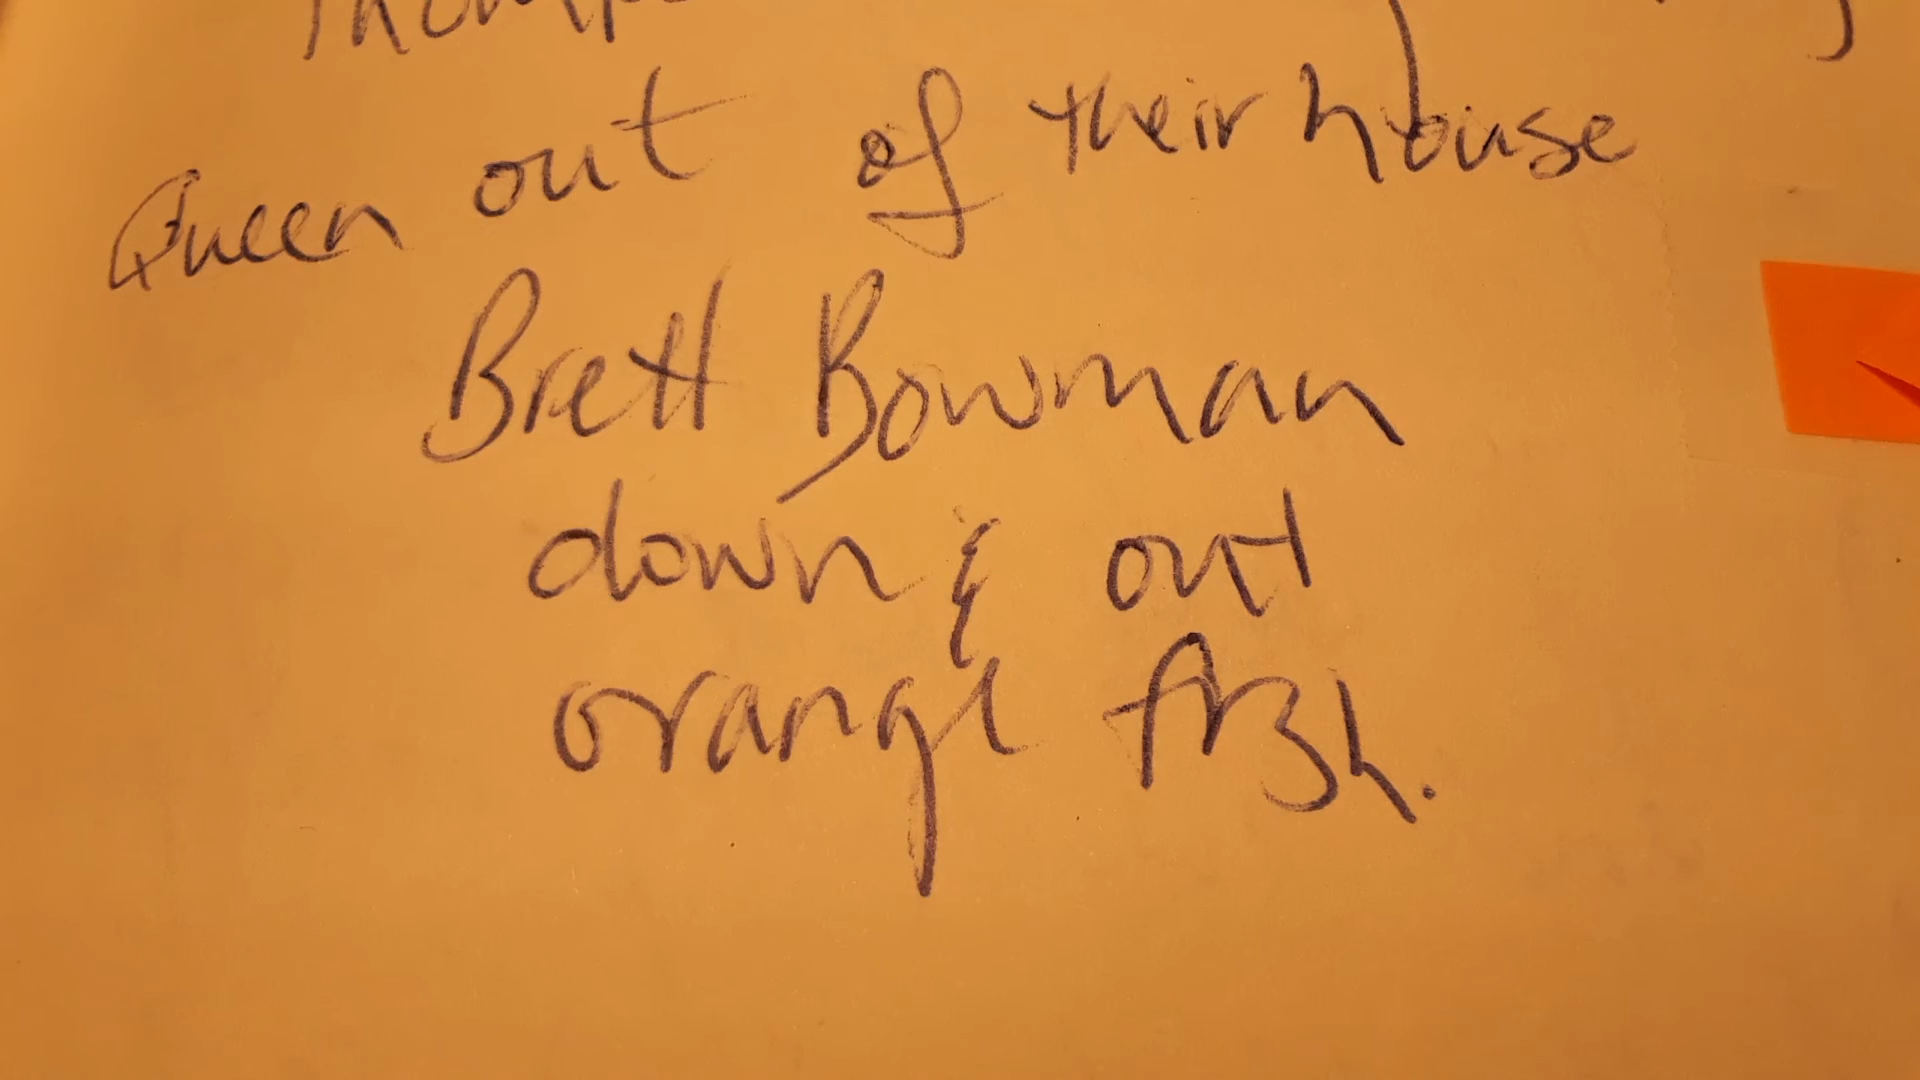 Queen out of their house
Brett Bowman
down & out
orange fish.